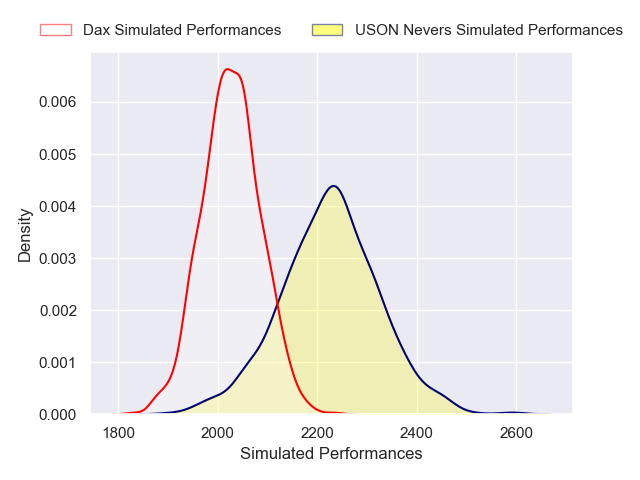 Dax Simulated Performances USON Nevers Simulated Performances
0.006
0.005
0.004
0.003
0.002
0.001
0.000
Density
1800 2000 2200 2400 2600
Simulated Performances